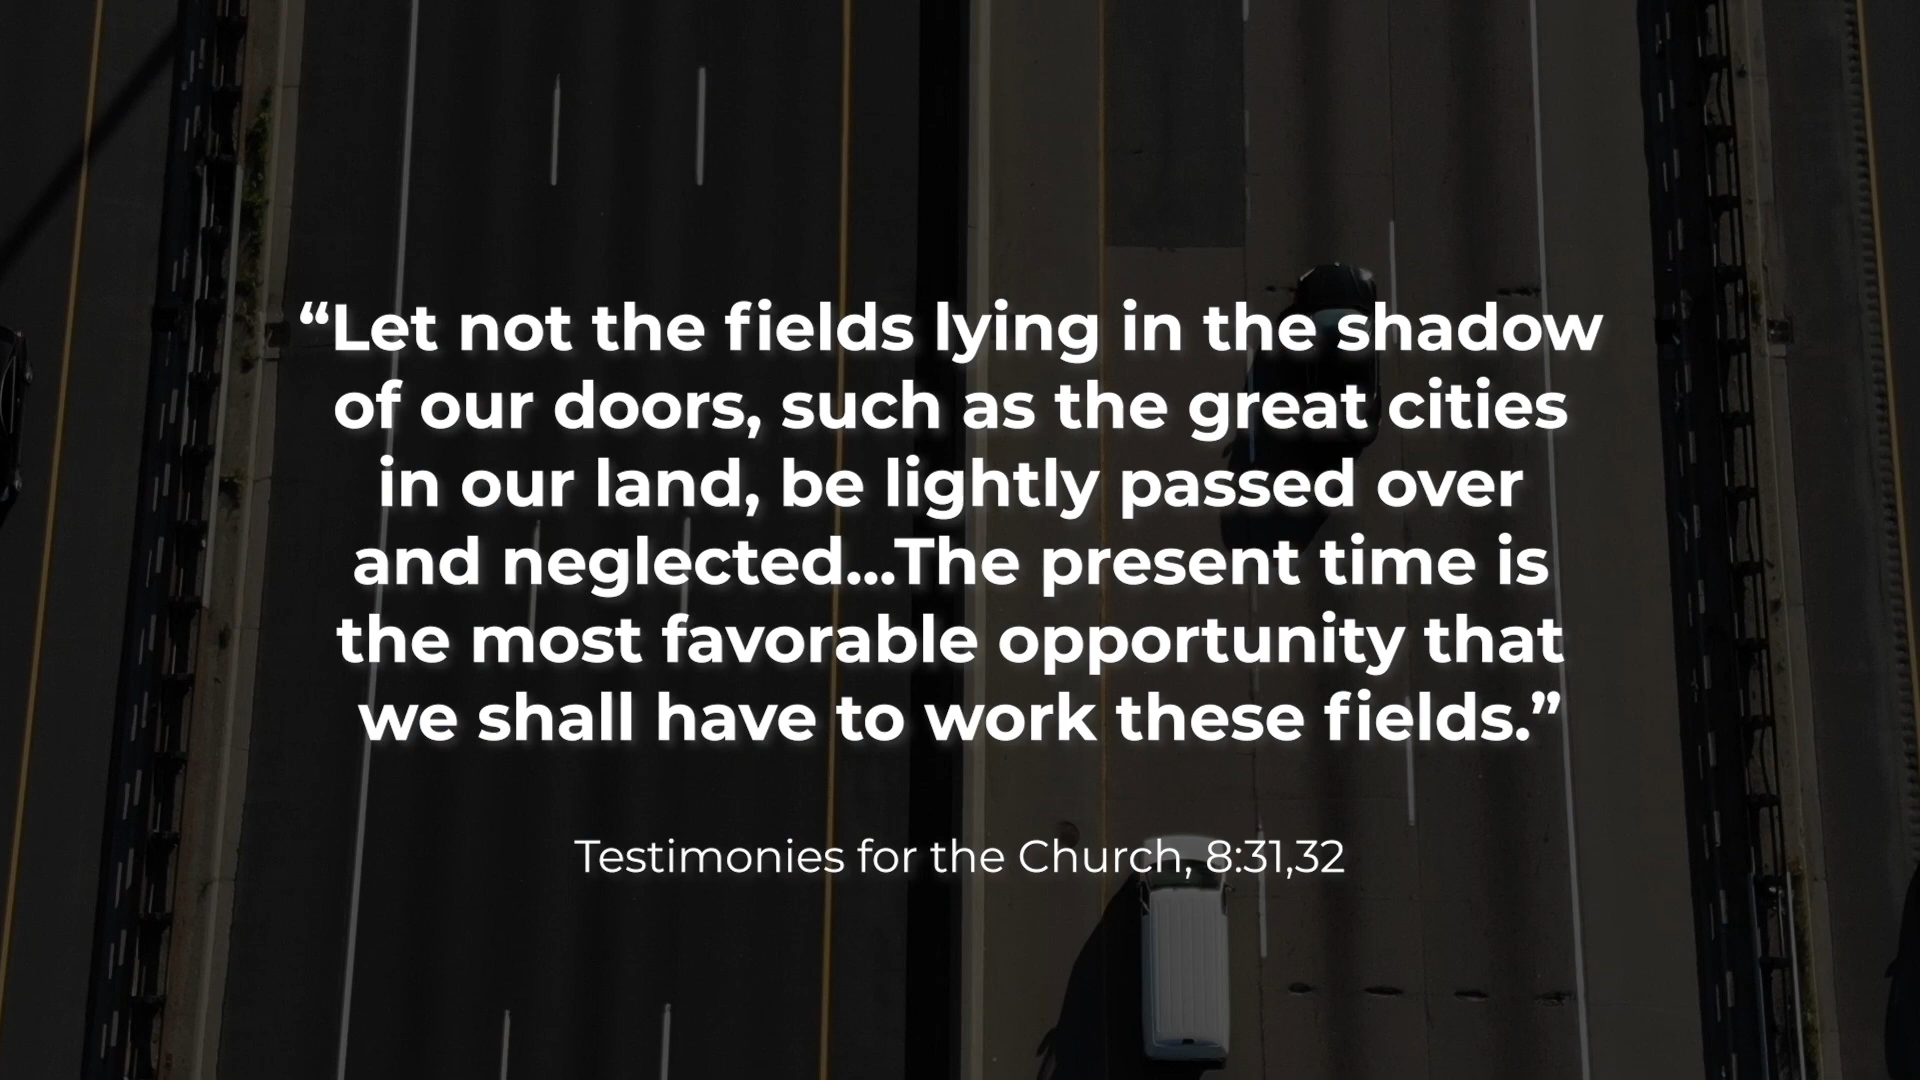 “Let not the fields lying in the shadow
of our doors, such as the great cities
in our land, be lightly passed over
and neglected...The present time is
the most favorable opportunity that
we shall have to work these fields.”
Testimonies for the Church, 8:31,32